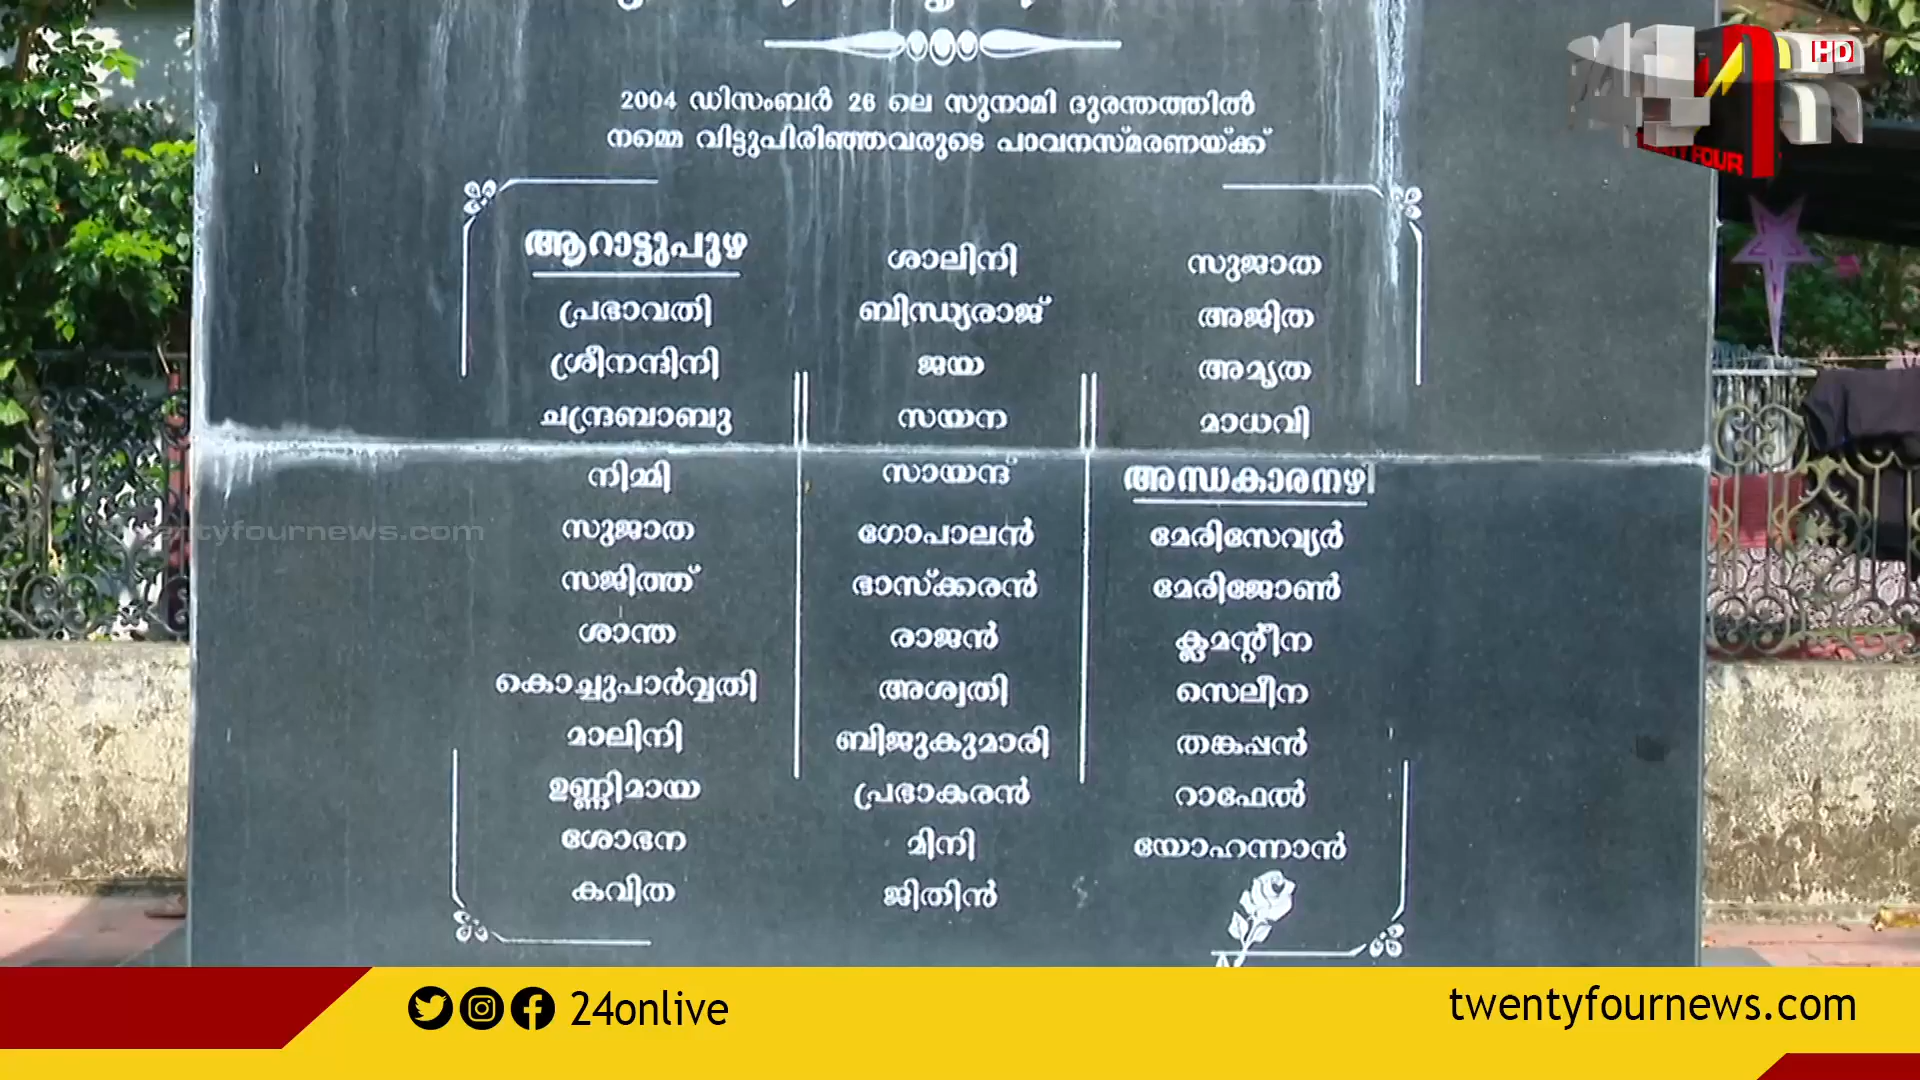 2004 ഡിസംബർ 26 ലെ സുനാമി ദുരന്തത്തിൽ
നമ്മെ വിട്ടുപിരിഞ്ഞവരുടെ പാവനസ്മരണയ്ക്ക്
ആറാട്ടുപുഴ
പ്രഭാവതി
ശ്രീനന്ദിനി
ചന്ദ്രബാബു
നിമ്മി
സുജാത
സജിത്ത്
ശാന്ത
കൊച്ചുപാർവ്വതി
മാലിനി
ഉണ്ണിമായ
ശോഭന
കവിത
ശാലിനി
ബിന്ധ്യരാജ്
ജയ
സയന
സായന്ദ്
ഗോപാലൻ
ഭാസ്ക്കരൻ
രാജൻ
അശ്വതി
ബിജുകുമാരി
പ്രഭാകരൻ
മിനി
ജിതിൻ
സുജാത
അജിത
അമൃത
മാധവി
അന്ധകാരനഴി
മേരിസേവ്യർ
മേരിജോൺ
ക്ലമന്റീന
സെലീന
തങ്കപ്പൻ
റാഫേൽ
യോഹന്നാൻ
HD
twentyfournews.com
24onlive
twentyfournews.com